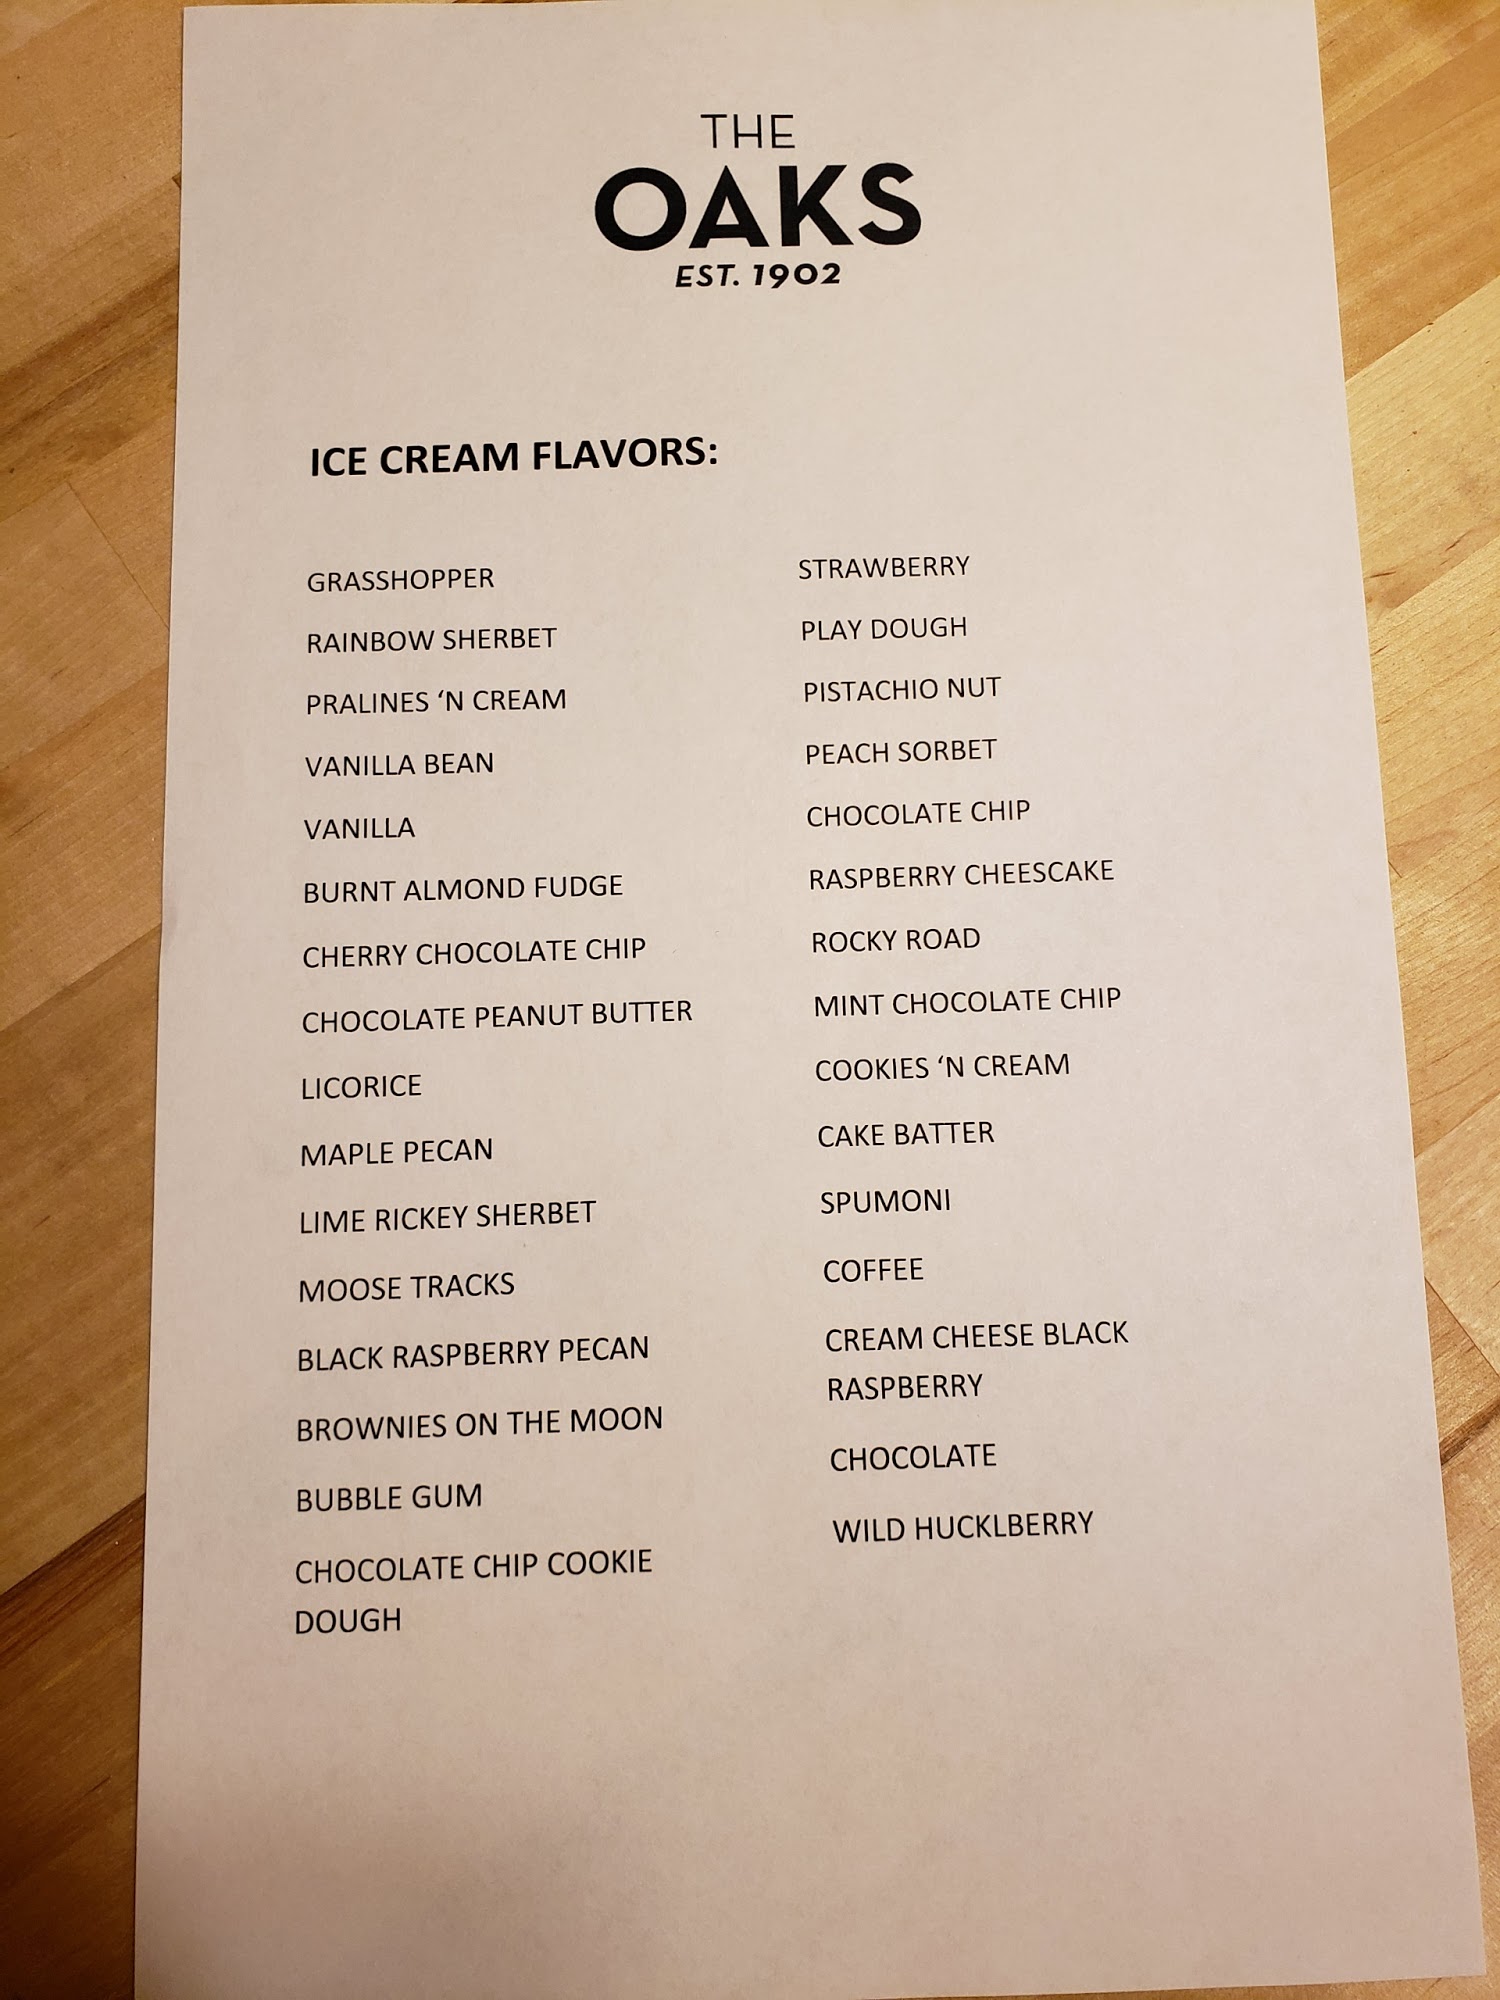 THE
OAKS
EST. 1902
ICE CREAM FLAVORS:
GRASSHOPPER
RAINBOW SHERBET
PRALINES ‘N CREAM
VANILLA BEAN
VANILLA
BURNT ALMOND FUDGE
CHERRY CHOCOLATE CHIP
CHOCOLATE PEANUT BUTTER
LICORICE
MAPLE PECAN
LIME RICKEY SHERBET
MOOSE TRACKS
BLACK RASPBERRY PECAN
BROWNIES ON THE MOON
BUBBLE GUM
CHOCOLATE CHIP COOKIE
DOUGH
STRAWBERRY
PLAY DOUGH
PISTACHIO NUT
PEACH SORBET
CHOCOLATE CHIP
RASPBERRY CHEESCAKE
ROCKY ROAD
MINT CHOCOLATE CHIP
COOKIES ‘N CREAM
CAKE BATTER
SPUMONI
COFFEE
CREAM CHEESE BLACK
RASPBERRY
CHOCOLATE
WILD HUCKLBERRY